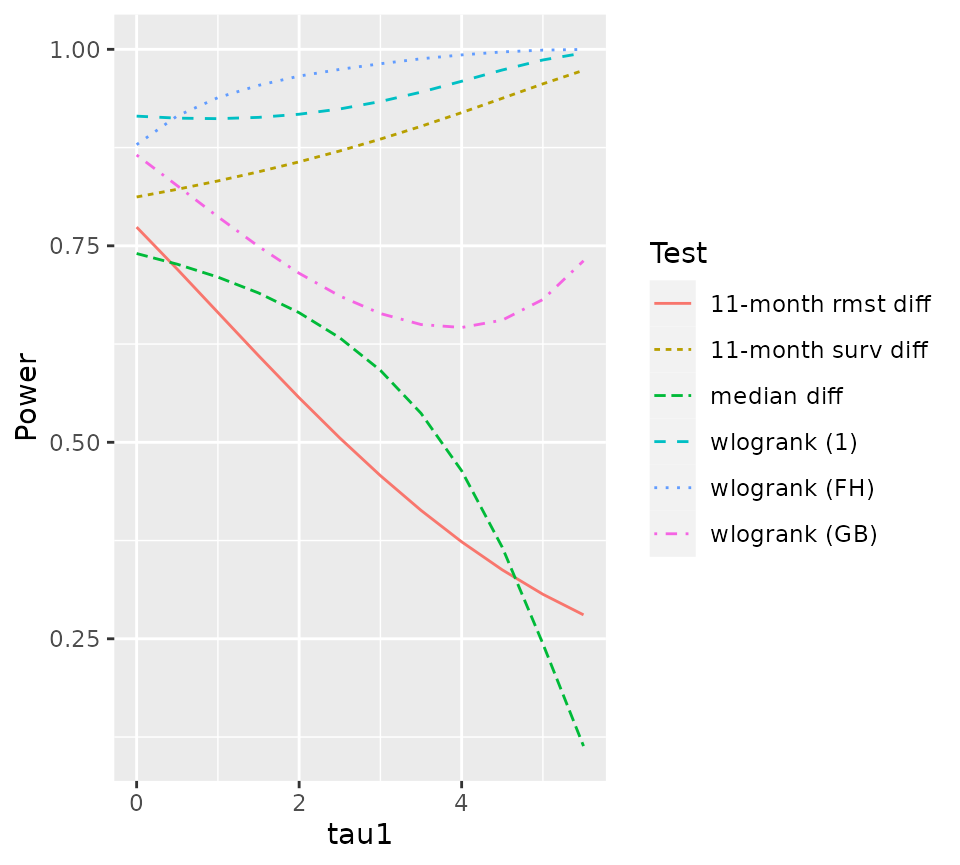 1.00
0.75
0.50
0.25
Power
0 2 4
tau1
Test
11-month rmst diff
11-month surv diff
median diff
wlogrank (1)
wlogrank (FH)
wlogrank (GB)